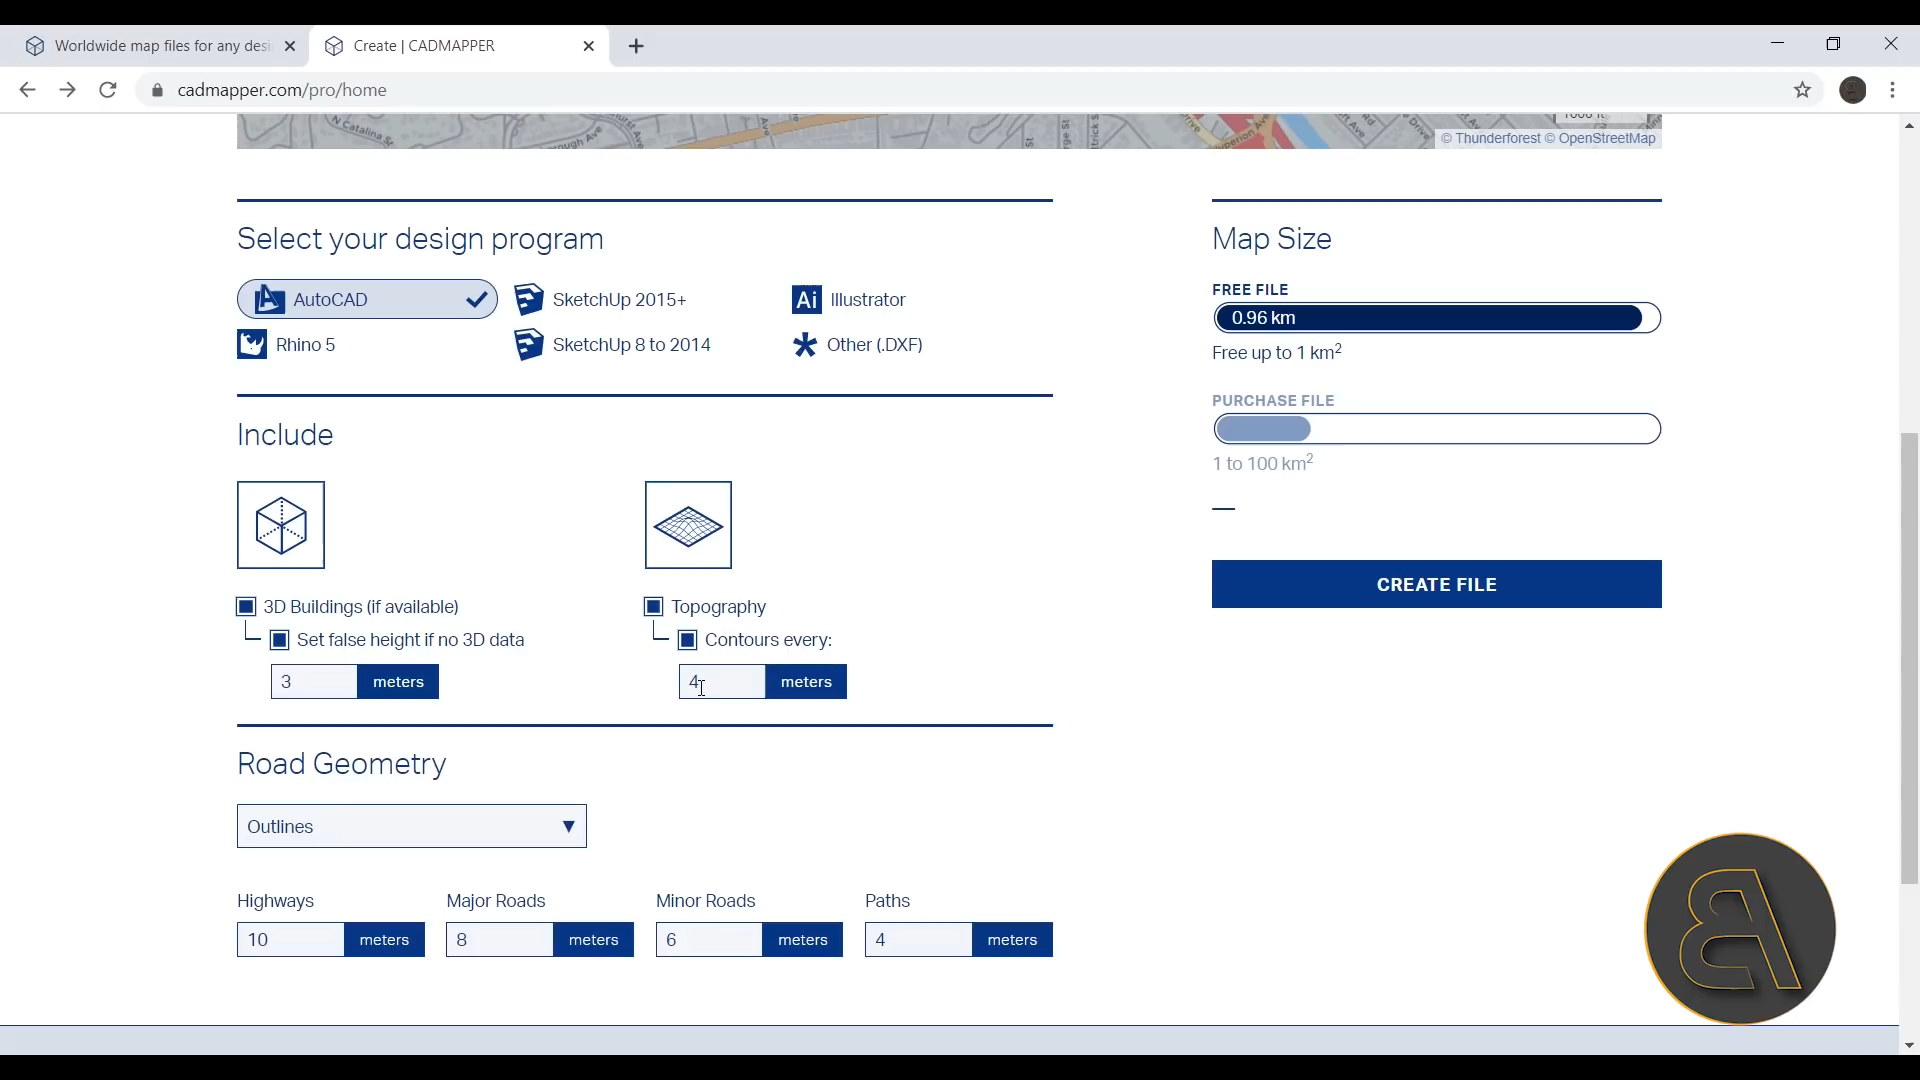 Worldwide map files for any desi
Create | CADMAPPER
cadmapper.com/pro/home
N Catalina St
Ave
© Thunderforest © OpenStreetMap
Select your design program
AutoCAD
SketchUp 2015+
Illustrator
Rhino 5
SketchUp 8 to 2014
Other (.DXF)
Map Size
FREE FILE
0.96 km
Free up to 1 km²
PURCHASE FILE
1 to 100 km²
CREATE FILE
Include
3D Buildings (if available)
Set false height if no 3D data
3 meters
Topography
Contours every:
4 meters
Road Geometry
Outlines
Highways
10 meters
Major Roads
8 meters
Minor Roads
6 meters
Paths
4 meters